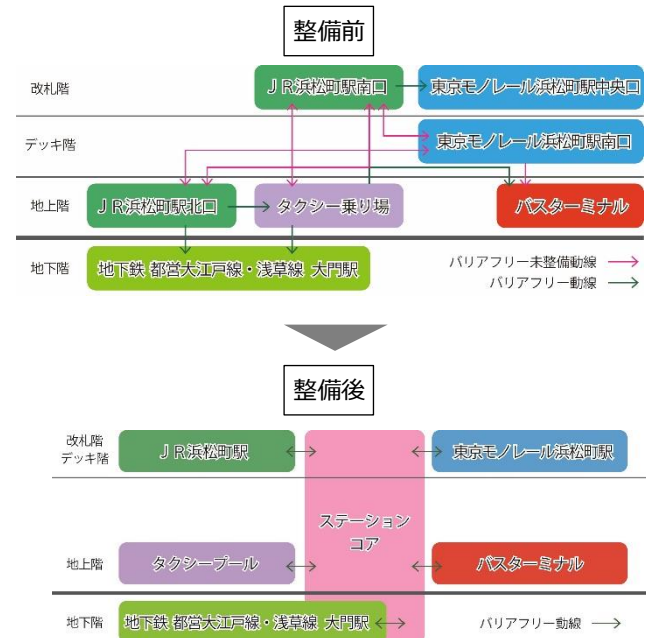 整備前
改札階
ＪＲ浜松町駅南口
東京モノレール浜松町駅中央口
デッキ階
東京モノレール浜松町駅南口
地上階
ＪＲ浜松町駅北口
タクシー乗り場
バスターミナル
地下階
地下鉄 都営大江戸線・浅草線 大門駅
バリアフリー未整備動線
バリアフリー動線
整備後
改札階
デッキ階
ＪＲ浜松町駅
東京モノレール浜松町駅
ステーション
コア
地上階
タクシープール
バスターミナル
地下階
地下鉄 都営大江戸線・浅草線 大門駅
バリアフリー動線